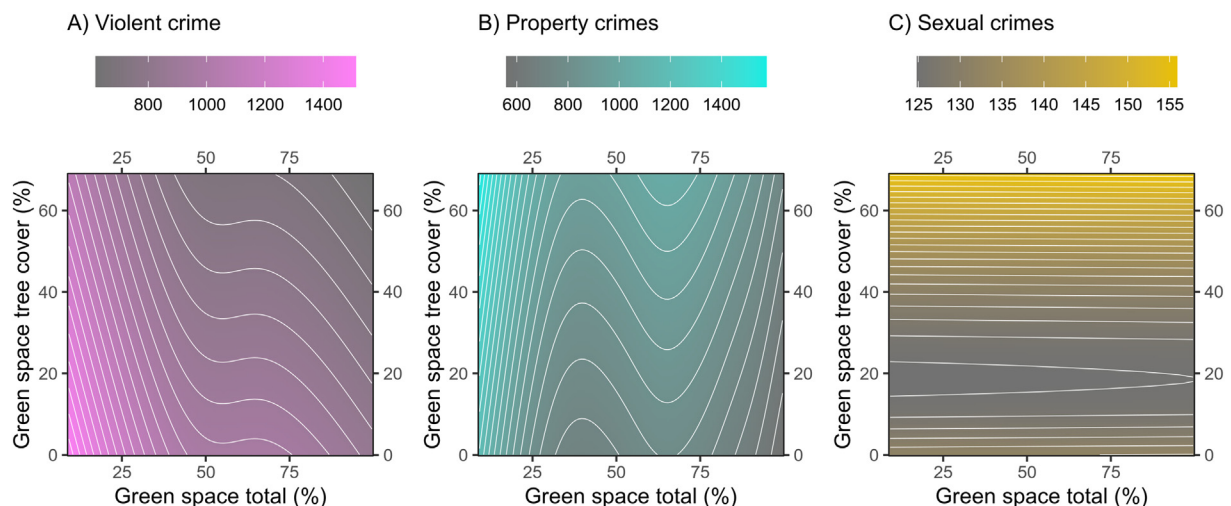 A) Violent crime
800 1000 1200 1400
25 50 75
Green space tree cover (%)
60 40 20 0
60 40 20 0
25 50 75
Green space total (%)
B) Property crimes
600 800 1000 1200 1400
25 50 75
Green space tree cover (%)
60 40 20 0
60 40 20 0
25 50 75
Green space total (%)
C) Sexual crimes
125 130 135 140 145 150 155
25 50 75
Green space tree cover (%)
60 40 20 0
60 40 20 0
25 50 75
Green space total (%)